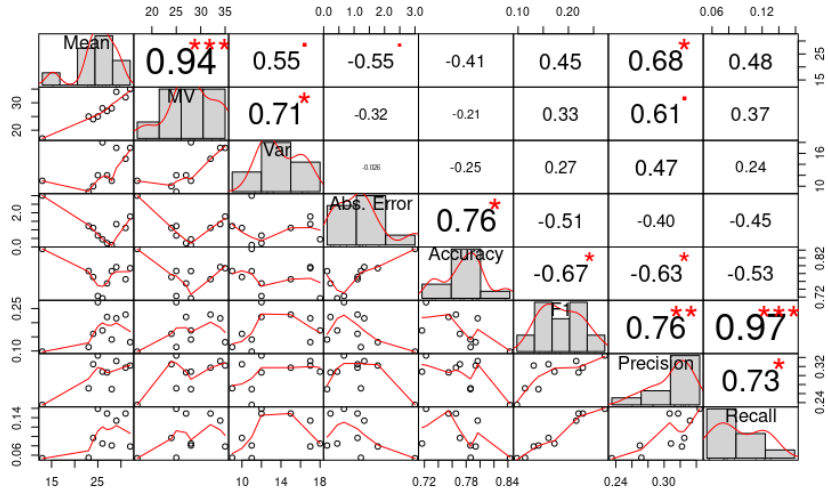 20 25 30 35 0.0 1.0 2.0 3.0 0.10 0.20 0.06 0.12
Mean 0.94 *** 0.55 . -0.55 . -0.41 0.45 0.68 * 0.48 15 25
20 30 MV 0.71 * -0.32 -0.21 0.33 0.61 . 0.37
Var -0.026 -0.25 0.27 0.47 0.24 10 16
0.0 2.0 Abs. Error 0.76 * -0.51 -0.40 -0.45
Accuracy -0.67 * -0.63 * -0.53 0.72 0.82
0.10 0.25 F1 0.76 ** 0.97 ***
Precision 0.73 * 0.24 0.32
0.06 0.14 Recall
15 25 10 14 18 0.72 0.78 0.84 0.24 0.30